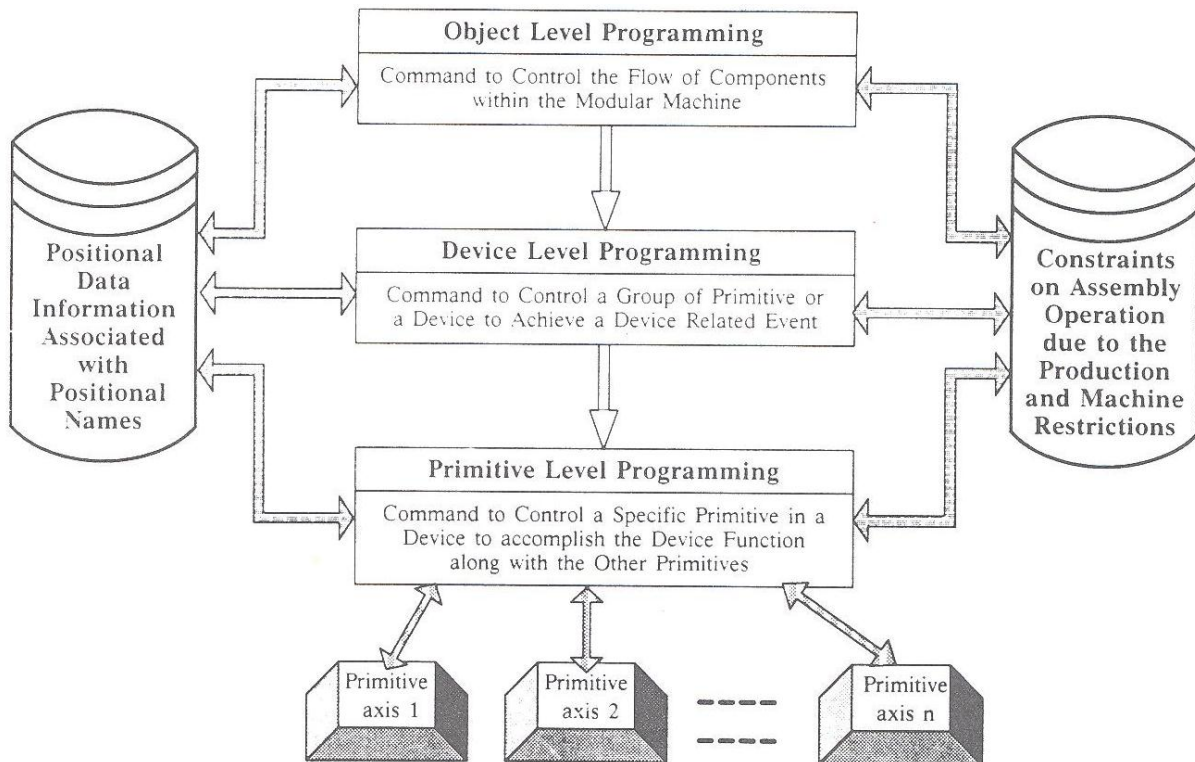 Object Level Programming
Command to Control the Flow of Components
within the Modular Machine
Positional
Data
Information
Associated
with
Positional
Names
Device Level Programming
Command to Control a Group of Primitive or
a Device to Achieve a Device Related Event
Constraints
on Assembly
Operation
due to the
Production
and Machine
Restrictions
Primitive Level Programming
Command to Control a Specific Primitive in a
Device to accomplish the Device Function
along with the Other Primitives
Primitive
axis 1
Primitive
axis 2
Primitive
axis n